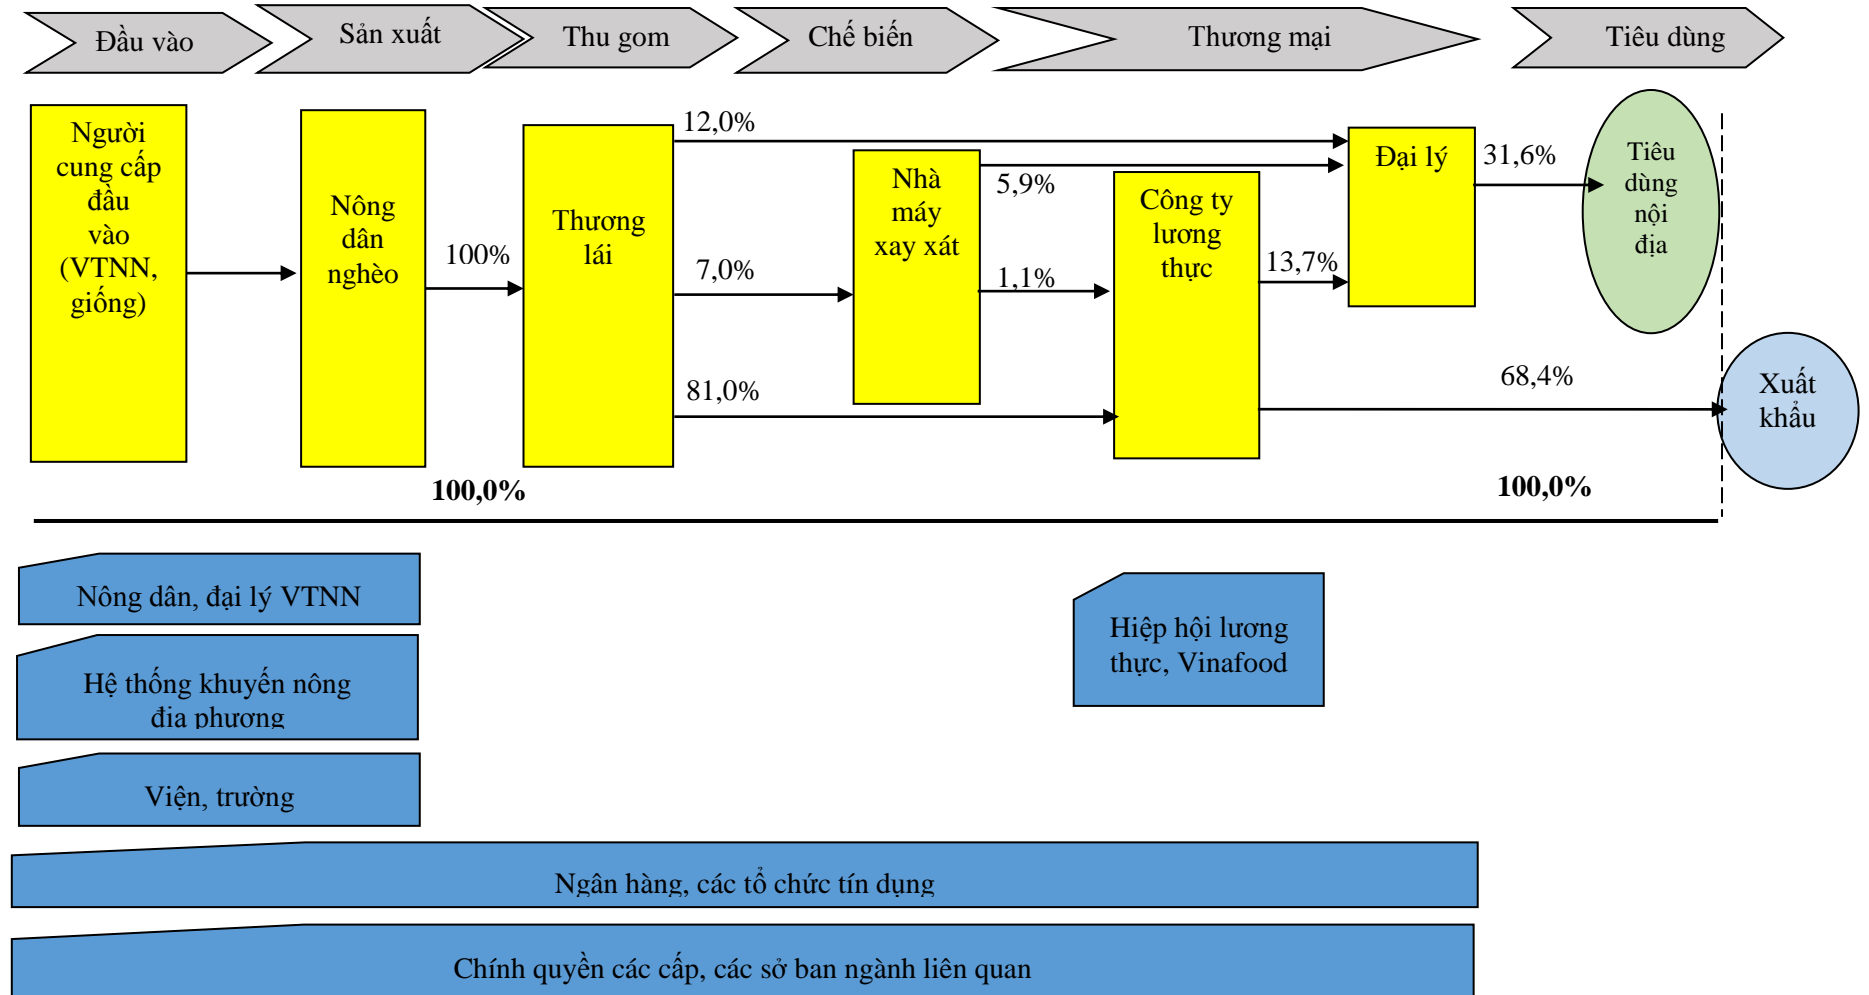 Đầu vào
Sản xuất
Thu gom
Chế biến
Thương mại
Tiêu dùng
Người
cung cấp
đầu
vào
(VTNN,
giống)
Nông
dân
nghèo
100%
Thương
lái
12,0%
7,0%
81,0%
Nhà
máy
xay xát
5,9%
1,1%
Công ty
lương
thực
13,7%
Đại lý
31,6%
Tiêu
dùng
nội
địa
68,4%
Xuất
khẩu
100,0%
100,0%
Nông dân, đại lý VTNN
Hệ thống khuyến nông
địa phương
Viện, trường
Hiệp hội lương
thực, Vinafood
Ngân hàng, các tổ chức tín dụng
Chính quyền các cấp, các sở ban ngành liên quan